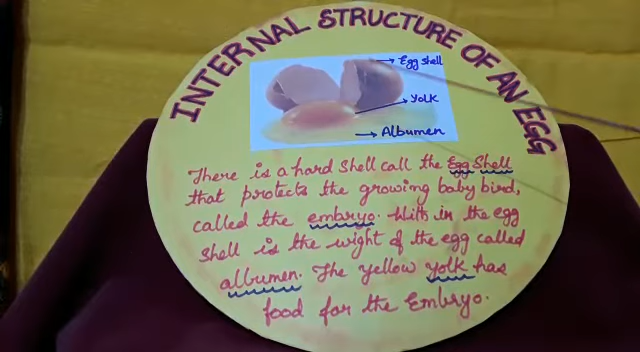 INTERNAL STRUCTURE OF AN EGG
Egg shell
Yolk
Albumen
There is a hard Shell call the Egg Shell
that protects the growing baby bird,
called the embryo. With in the egg
shell is the wight of the egg called
albumen. The yellow yolk has
food for the Embryo.